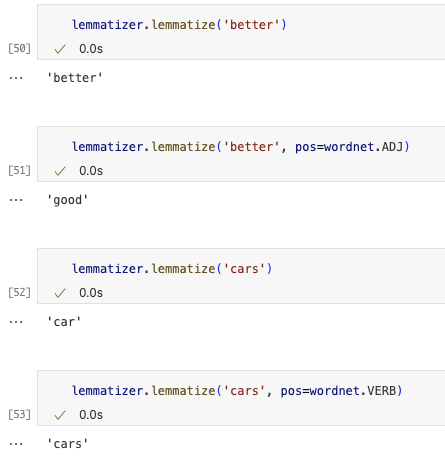 lemmatizer.lemmatize('better')
[50] ✓ 0.0s
... 'better'
lemmatizer.lemmatize('better', pos=wordnet.ADJ)
[51] ✓ 0.0s
... 'good'
lemmatizer.lemmatize('cars')
[52] ✓ 0.0s
... 'car'
lemmatizer.lemmatize('cars', pos=wordnet.VERB)
[53] ✓ 0.0s
... 'cars'